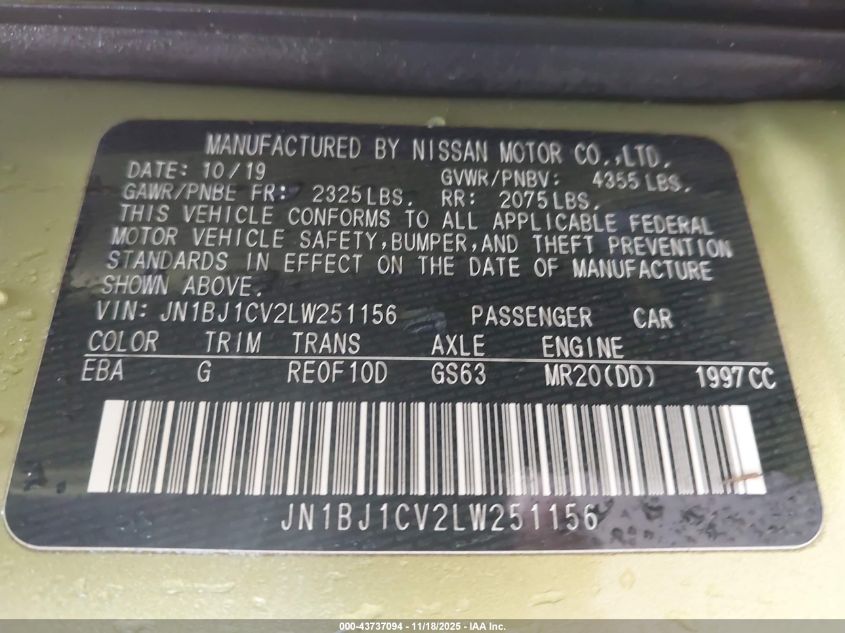 MANUFACTURED BY NISSAN MOTOR CO.,LTD.
DATE: 10/19 GVWR/PNBV: 4355 LBS.
GAWR/PNBE FR: 2325 LBS. RR: 2075 LBS.
THIS VEHICLE CONFORMS TO ALL APPLICABLE FEDERAL
MOTOR VEHICLE SAFETY,BUMPER,AND THEFT PREVENTION
STANDARDS IN EFFECT ON THE DATE OF MANUFACTURE
SHOWN ABOVE.
VIN: JN1BJ1CV2LW251156 PASSENGER CAR
COLOR TRIM TRANS AXLE ENGINE
EBA G RE0F10D GS63 MR20(DD) 1997CC
JN1BJ1CV2LW251156
000-43737094 - 11/18/2025 - IAA Inc.